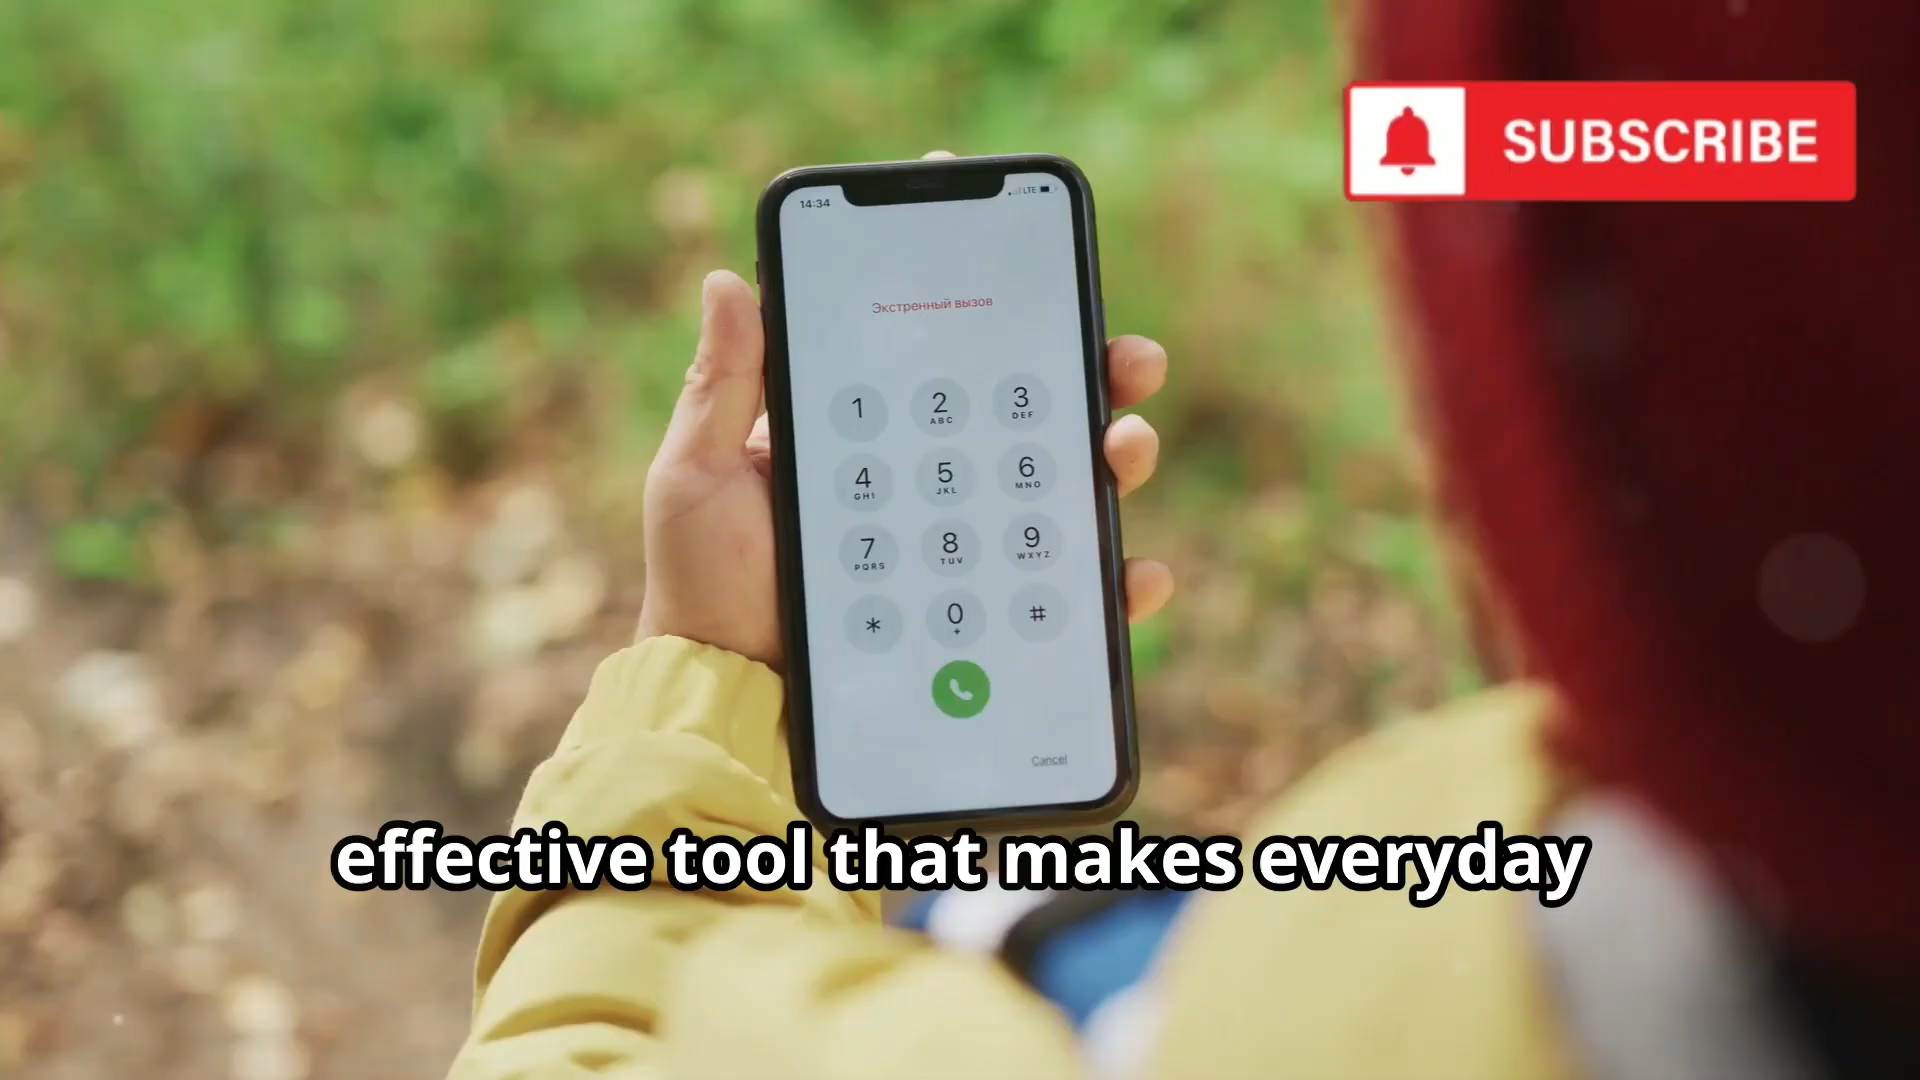 SUBSCRIBE
14:34
LTE
Экстренный вызов
1
2
3
ABC
DEF
4
5
6
GHI
JKL
MNO
7
8
9
PQRS
TUV
WXYZ
*
0
#
+
Cancel
effective tool that makes everyday